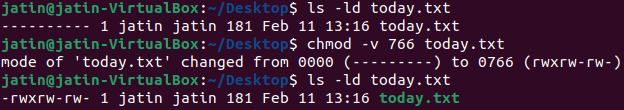 jatin@jatin-VirtualBox:~/Desktop$ ls -ld today.txt
---------- 1 jatin jatin 181 Feb 11 13:16 today.txt
jatin@jatin-VirtualBox:~/Desktop$ chmod -v 766 today.txt
mode of 'today.txt' changed from 0000 (---------) to 0766 (rwxrw-rw-)
jatin@jatin-VirtualBox:~/Desktop$ ls -ld today.txt
-rwxrw-rw- 1 jatin jatin 181 Feb 11 13:16 today.txt